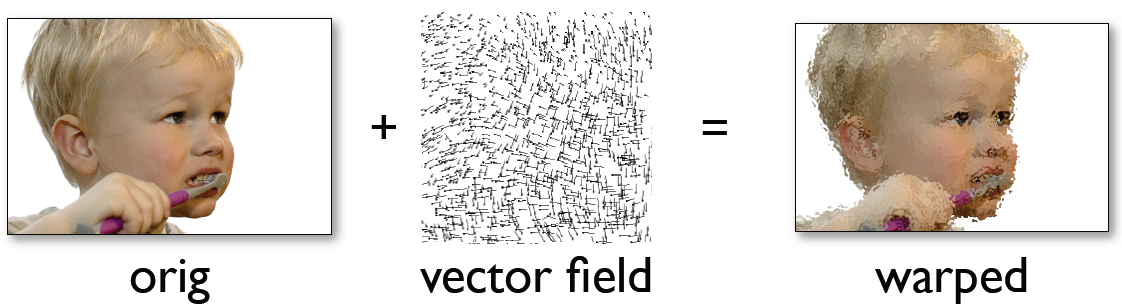 + =
orig vector field warped